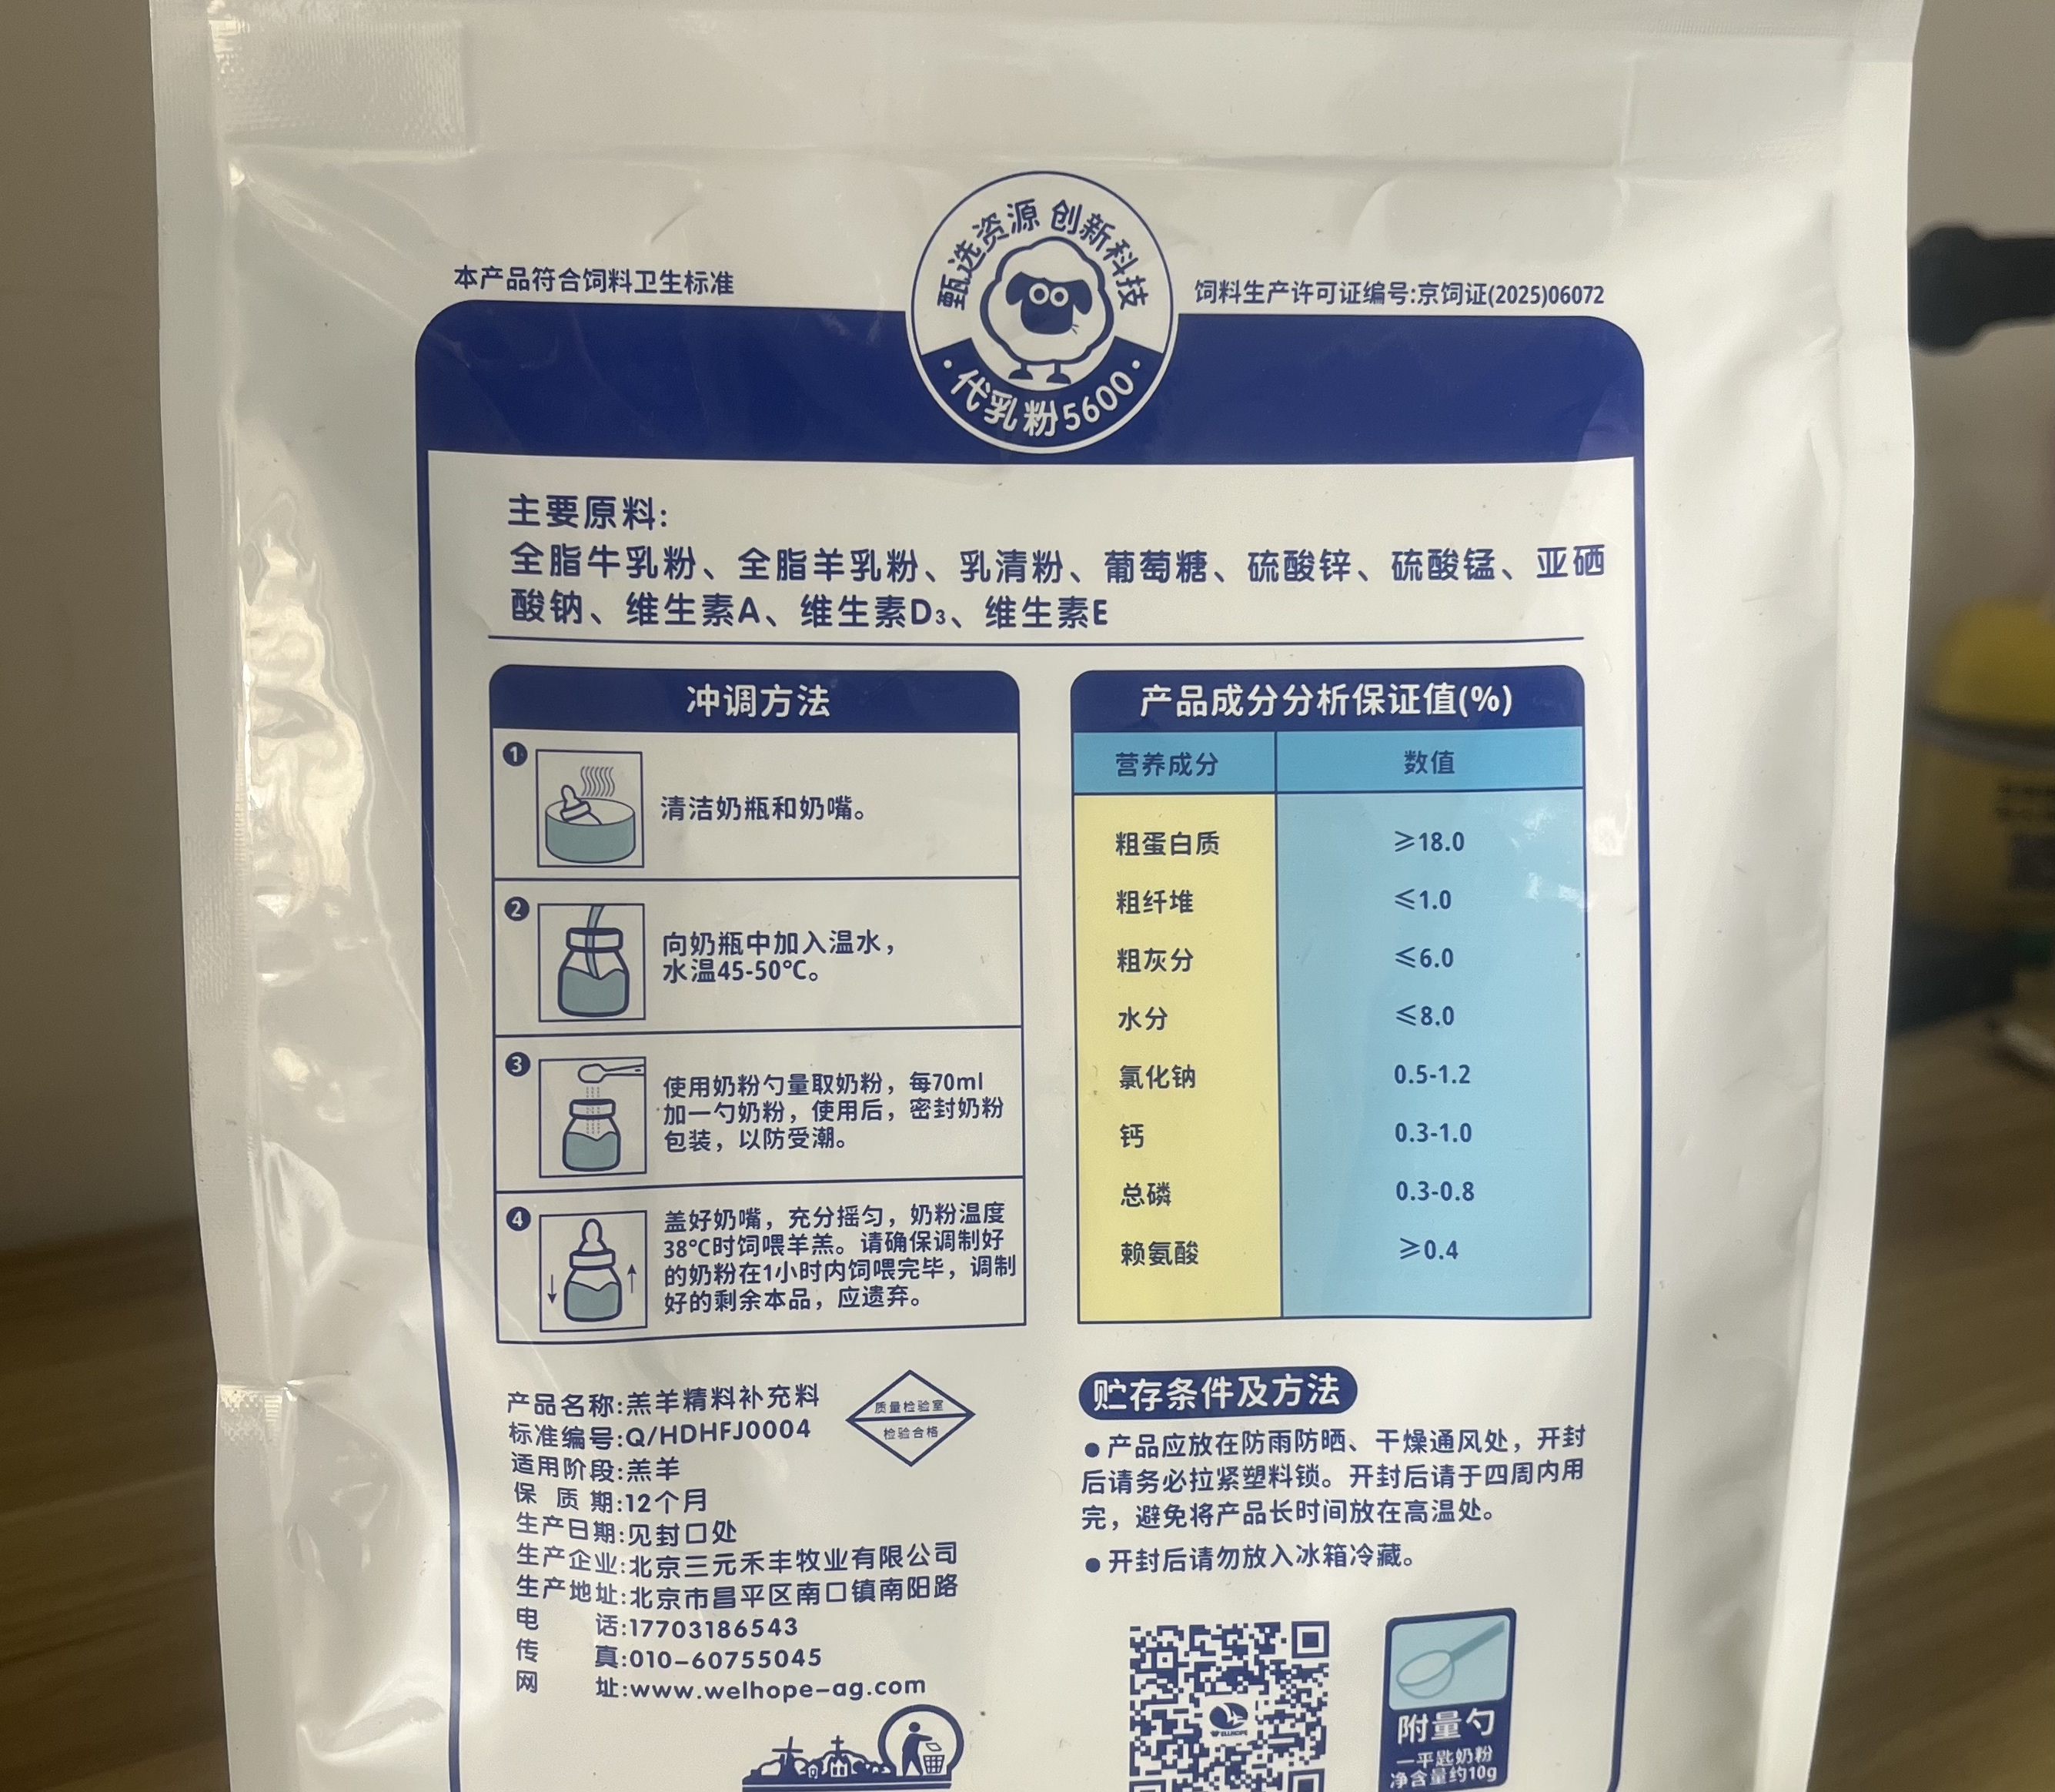 甄选资源 创新科技
·代乳粉5600·
本产品符合饲料卫生标准
饲料生产许可证编号:京饲证(2025)06072
主要原料:
全脂牛乳粉、全脂羊乳粉、乳清粉、葡萄糖、硫酸锌、硫酸锰、亚硒
酸钠、维生素A、维生素D₃、维生素E
冲调方法
1
清洁奶瓶和奶嘴。
2
向奶瓶中加入温水，
水温45-50℃。
3
使用奶粉勺量取奶粉，每70ml
加一勺奶粉，使用后，密封奶粉
包装，以防受潮。
4
盖好奶嘴，充分摇匀，奶粉温度
38℃时饲喂羊羔。请确保调制好
的奶粉在1小时内饲喂完毕，调制
好的剩余本品，应遗弃。
产品成分分析保证值(%)
营养成分 数值
粗蛋白质 ≥18.0
粗纤堆 ≤1.0
粗灰分 ≤6.0
水分 ≤8.0
氯化钠 0.5-1.2
钙 0.3-1.0
总磷 0.3-0.8
赖氨酸 ≥0.4
产品名称:羔羊精料补充料
标准编号:Q/HDHFJ0004
适用阶段:羔羊
保 质 期:12个月
生产日期:见封口处
生产企业:北京三元禾丰牧业有限公司
生产地址:北京市昌平区南口镇南阳路
电 话:17703186543
传 真:010-60755045
网 址:www.welhope-ag.com
质量检验室
检验合格
贮存条件及方法
●产品应放在防雨防晒、干燥通风处，开封
后请务必拉紧塑料锁。开封后请于四周内用
完，避免将产品长时间放在高温处。
●开封后请勿放入冰箱冷藏。
WELLHOPE
附量勺
一平匙奶粉
净含量约10g